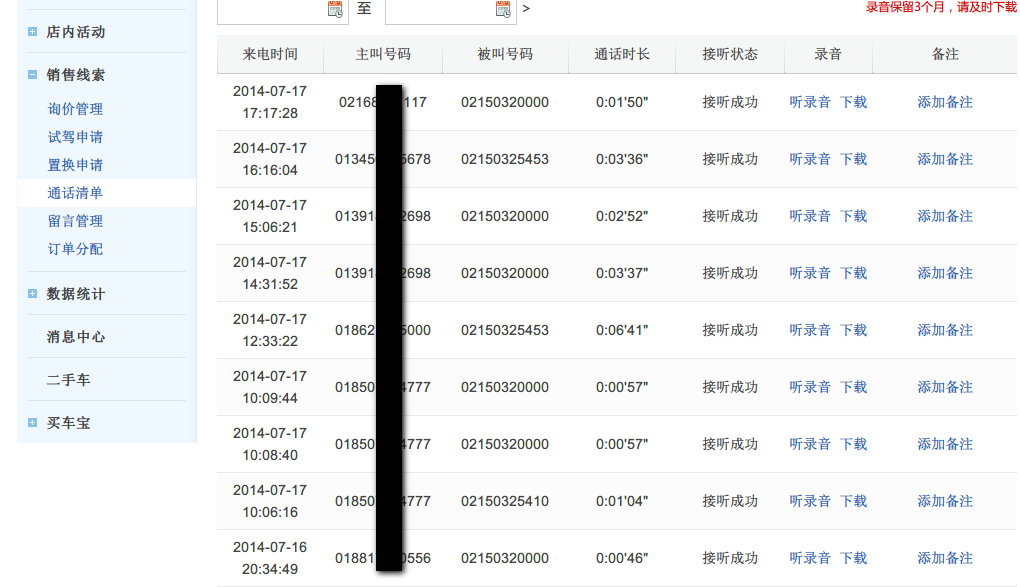 至 >
录音保留3个月，请及时下载
店内活动
销售线索
询价管理
试驾申请
置换申请
通话清单
留言管理
订单分配
数据统计
消息中心
二手车
买车宝
来电时间 主叫号码 被叫号码 通话时长 接听状态 录音 备注
2014-07-17
17:17:28
02168 117 02150320000 0:01'50" 接听成功 听录音 下载 添加备注
2014-07-17
16:16:04
01345 5678 02150325453 0:03'36" 接听成功 听录音 下载 添加备注
2014-07-17
15:06:21
01391 2698 02150320000 0:02'52" 接听成功 听录音 下载 添加备注
2014-07-17
14:31:52
01391 2698 02150320000 0:03'37" 接听成功 听录音 下载 添加备注
2014-07-17
12:33:22
01862 5000 02150325453 0:06'41" 接听成功 听录音 下载 添加备注
2014-07-17
10:09:44
01850 4777 02150320000 0:00'57" 接听成功 听录音 下载 添加备注
2014-07-17
10:08:40
01850 4777 02150320000 0:00'57" 接听成功 听录音 下载 添加备注
2014-07-17
10:06:16
01850 4777 02150325410 0:01'04" 接听成功 听录音 下载 添加备注
2014-07-16
20:34:49
01881 0556 02150320000 0:00'46" 接听成功 听录音 下载 添加备注